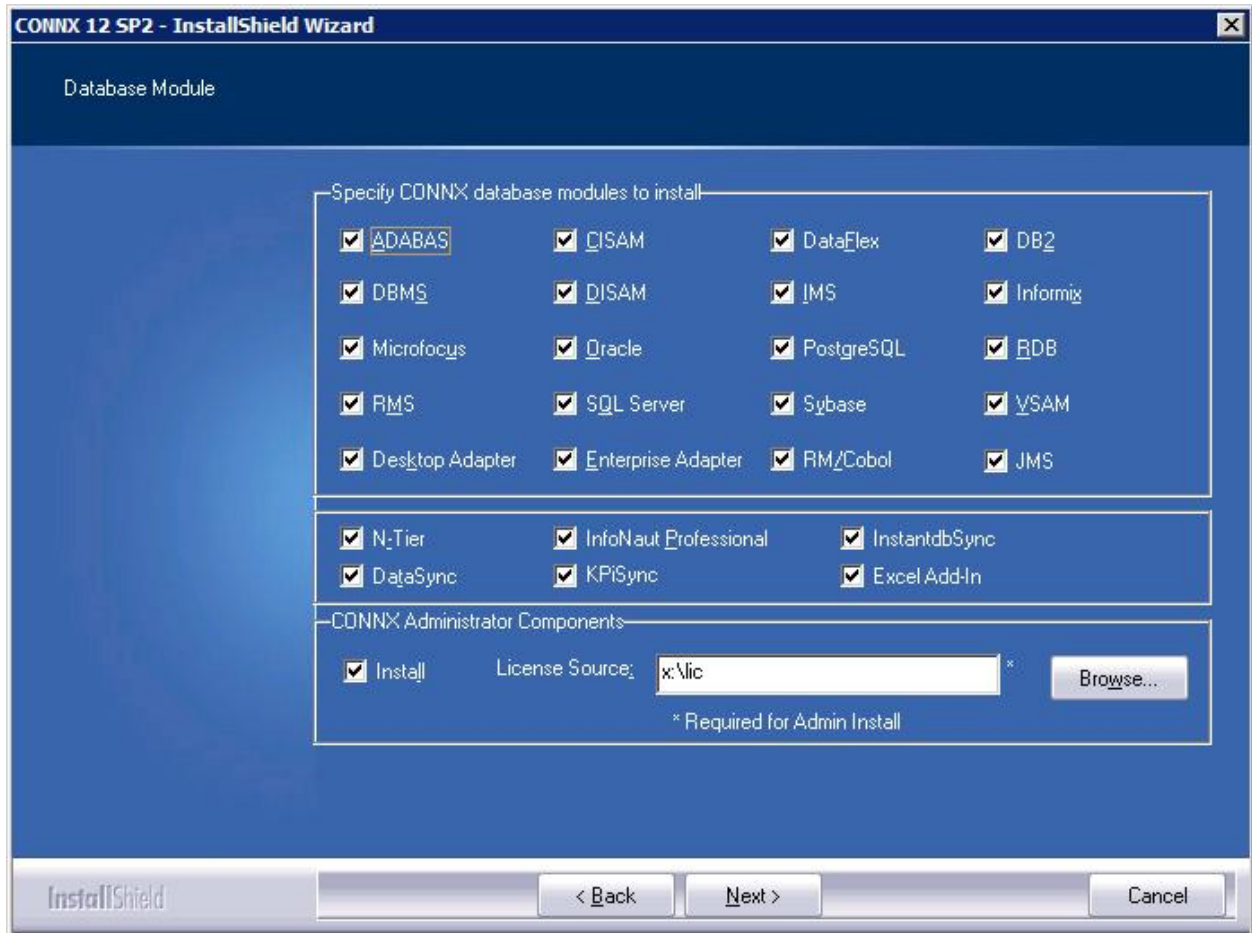 CONNX 12 SP2 - InstallShield Wizard
Database Module
Specify CONNX database modules to install
ADABAS CISAM DataFlex DB2
DBMS DISAM IMS Informix
Microfocus Oracle PostgreSQL RDB
RMS SQL Server Sybase VSAM
Desktop Adapter Enterprise Adapter RM/Cobol JMS
N-Tier InfoNaut Professional InstantdbSync
DataSync KPiSync Excel Add-In
CONNX Administrator Components
Install License Source: x:\lic * Browse...
* Required for Admin Install
InstallShield < Back Next > Cancel